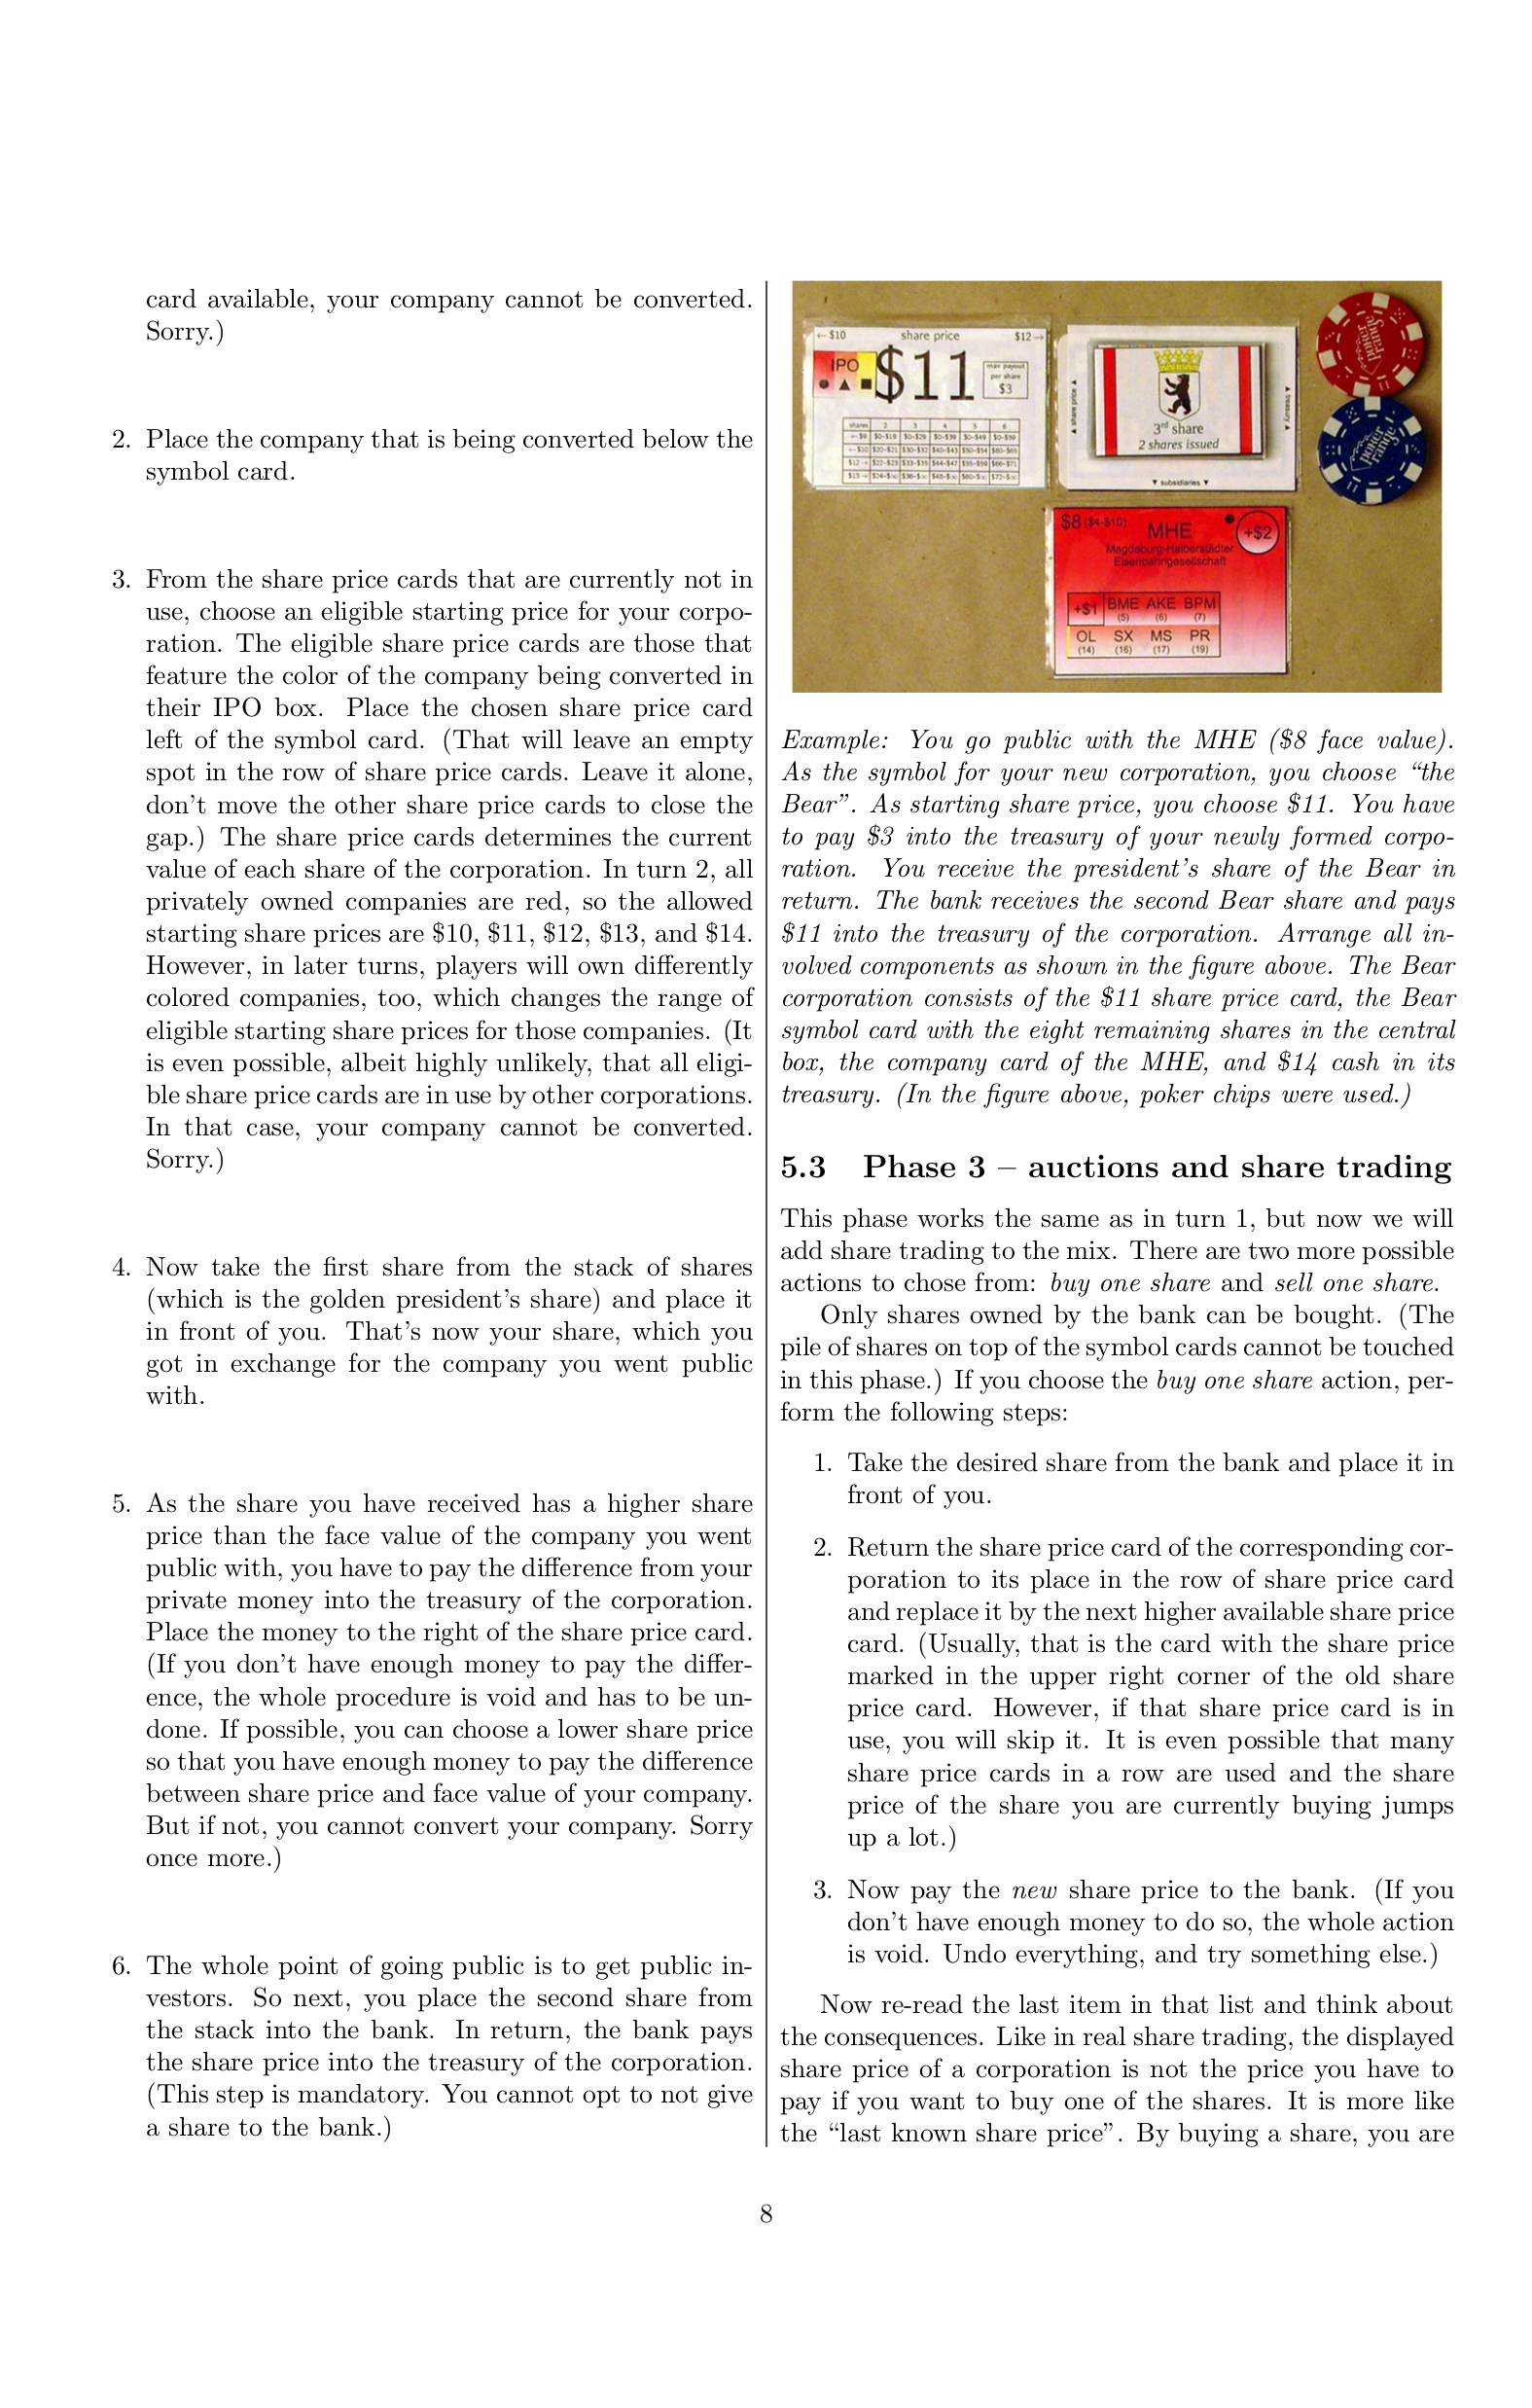 card available, your company cannot be converted.
Sorry.)
2. Place the company that is being converted below the
symbol card.
3. From the share price cards that are currently not in
use, choose an eligible starting price for your corpo-
ration. The eligible share price cards are those that
feature the color of the company being converted in
their IPO box. Place the chosen share price card
left of the symbol card. (That will leave an empty
spot in the row of share price cards. Leave it alone,
don't move the other share price cards to close the
gap.) The share price cards determines the current
value of each share of the corporation. In turn 2, all
privately owned companies are red, so the allowed
starting share prices are $10, $11, $12, $13, and $14.
However, in later turns, players will own differently
colored companies, too, which changes the range of
eligible starting share prices for those companies. (It
is even possible, albeit highly unlikely, that all eligi-
ble share price cards are in use by other corporations.
In that case, your company cannot be converted.
Sorry.)
4. Now take the first share from the stack of shares
(which is the golden president's share) and place it
in front of you. That's now your share, which you
got in exchange for the company you went public
with.
5. As the share you have received has a higher share
price than the face value of the company you went
public with, you have to pay the difference from your
private money into the treasury of the corporation.
Place the money to the right of the share price card.
(If you don't have enough money to pay the differ-
ence, the whole procedure is void and has to be un-
done. If possible, you can choose a lower share price
so that you have enough money to pay the difference
between share price and face value of your company.
But if not, you cannot convert your company. Sorry
once more.)
6. The whole point of going public is to get public in-
vestors. So next, you place the second share from
the stack into the bank. In return, the bank pays
the share price into the treasury of the corporation.
(This step is mandatory. You cannot opt to not give
a share to the bank.)
←$10 share price $12→
IPO $11
max payout
per share
$3
shares 2 3 4 5 6
▲ share price ▲
3rd share
2 shares issued
▼ treasury ▼
▼ subsidiaries ▼
poker range
poker range
$8 ($4-$10) MHE +$2
Magdeburg-Halberstädter
Eisenbahngesellschaft
+$1 BME AKE BPM
(5) (6) (7)
OL SX MS PR
(14) (16) (17) (19)
Example: You go public with the MHE ($8 face value).
As the symbol for your new corporation, you choose “the
Bear”. As starting share price, you choose $11. You have
to pay $3 into the treasury of your newly formed corpo-
ration. You receive the president's share of the Bear in
return. The bank receives the second Bear share and pays
$11 into the treasury of the corporation. Arrange all in-
volved components as shown in the figure above. The Bear
corporation consists of the $11 share price card, the Bear
symbol card with the eight remaining shares in the central
box, the company card of the MHE, and $14 cash in its
treasury. (In the figure above, poker chips were used.)
5.3 Phase 3 – auctions and share trading
This phase works the same as in turn 1, but now we will
add share trading to the mix. There are two more possible
actions to chose from: buy one share and sell one share.
Only shares owned by the bank can be bought. (The
pile of shares on top of the symbol cards cannot be touched
in this phase.) If you choose the buy one share action, per-
form the following steps:
1. Take the desired share from the bank and place it in
front of you.
2. Return the share price card of the corresponding cor-
poration to its place in the row of share price card
and replace it by the next higher available share price
card. (Usually, that is the card with the share price
marked in the upper right corner of the old share
price card. However, if that share price card is in
use, you will skip it. It is even possible that many
share price cards in a row are used and the share
price of the share you are currently buying jumps
up a lot.)
3. Now pay the new share price to the bank. (If you
don't have enough money to do so, the whole action
is void. Undo everything, and try something else.)
Now re-read the last item in that list and think about
the consequences. Like in real share trading, the displayed
share price of a corporation is not the price you have to
pay if you want to buy one of the shares. It is more like
the “last known share price”. By buying a share, you are
8